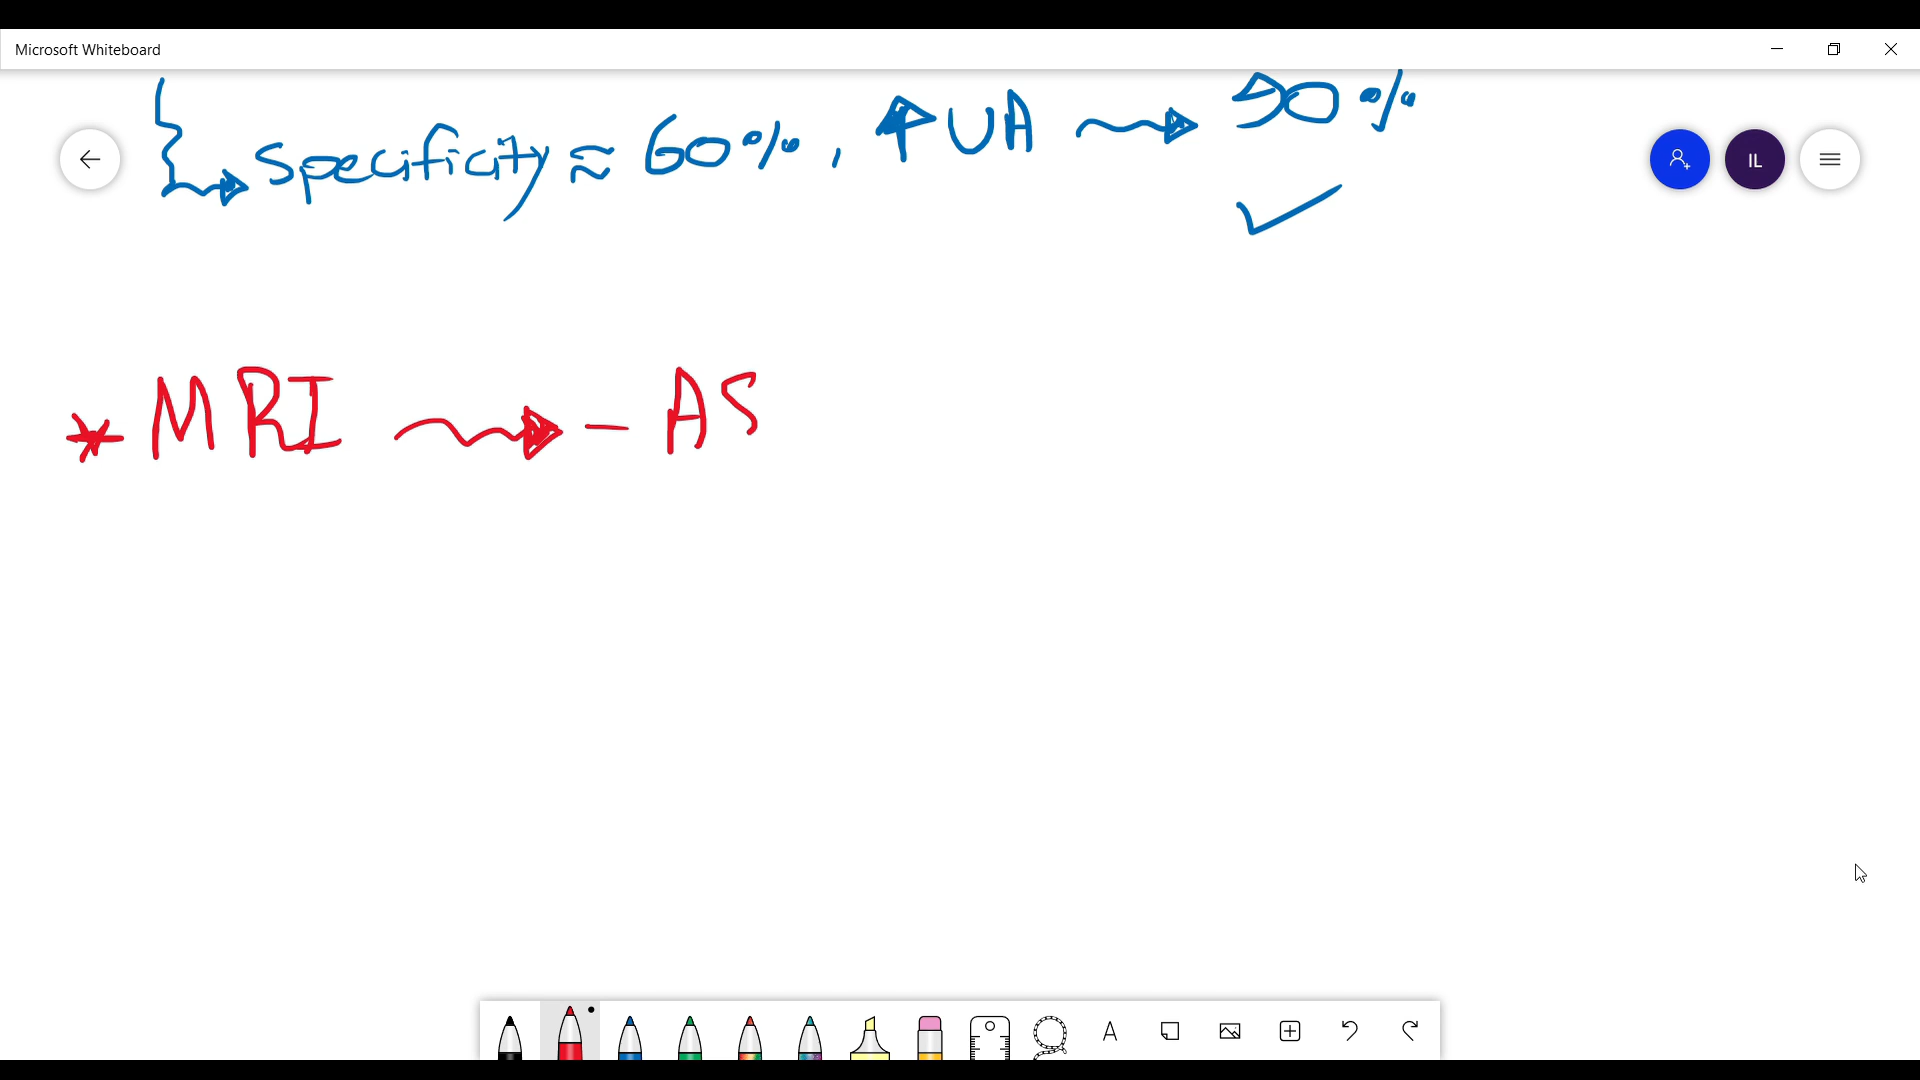 Microsoft Whiteboard
specificity ≈ 60%, ↑ UA → 90%
IL
* MRI → - AS
A